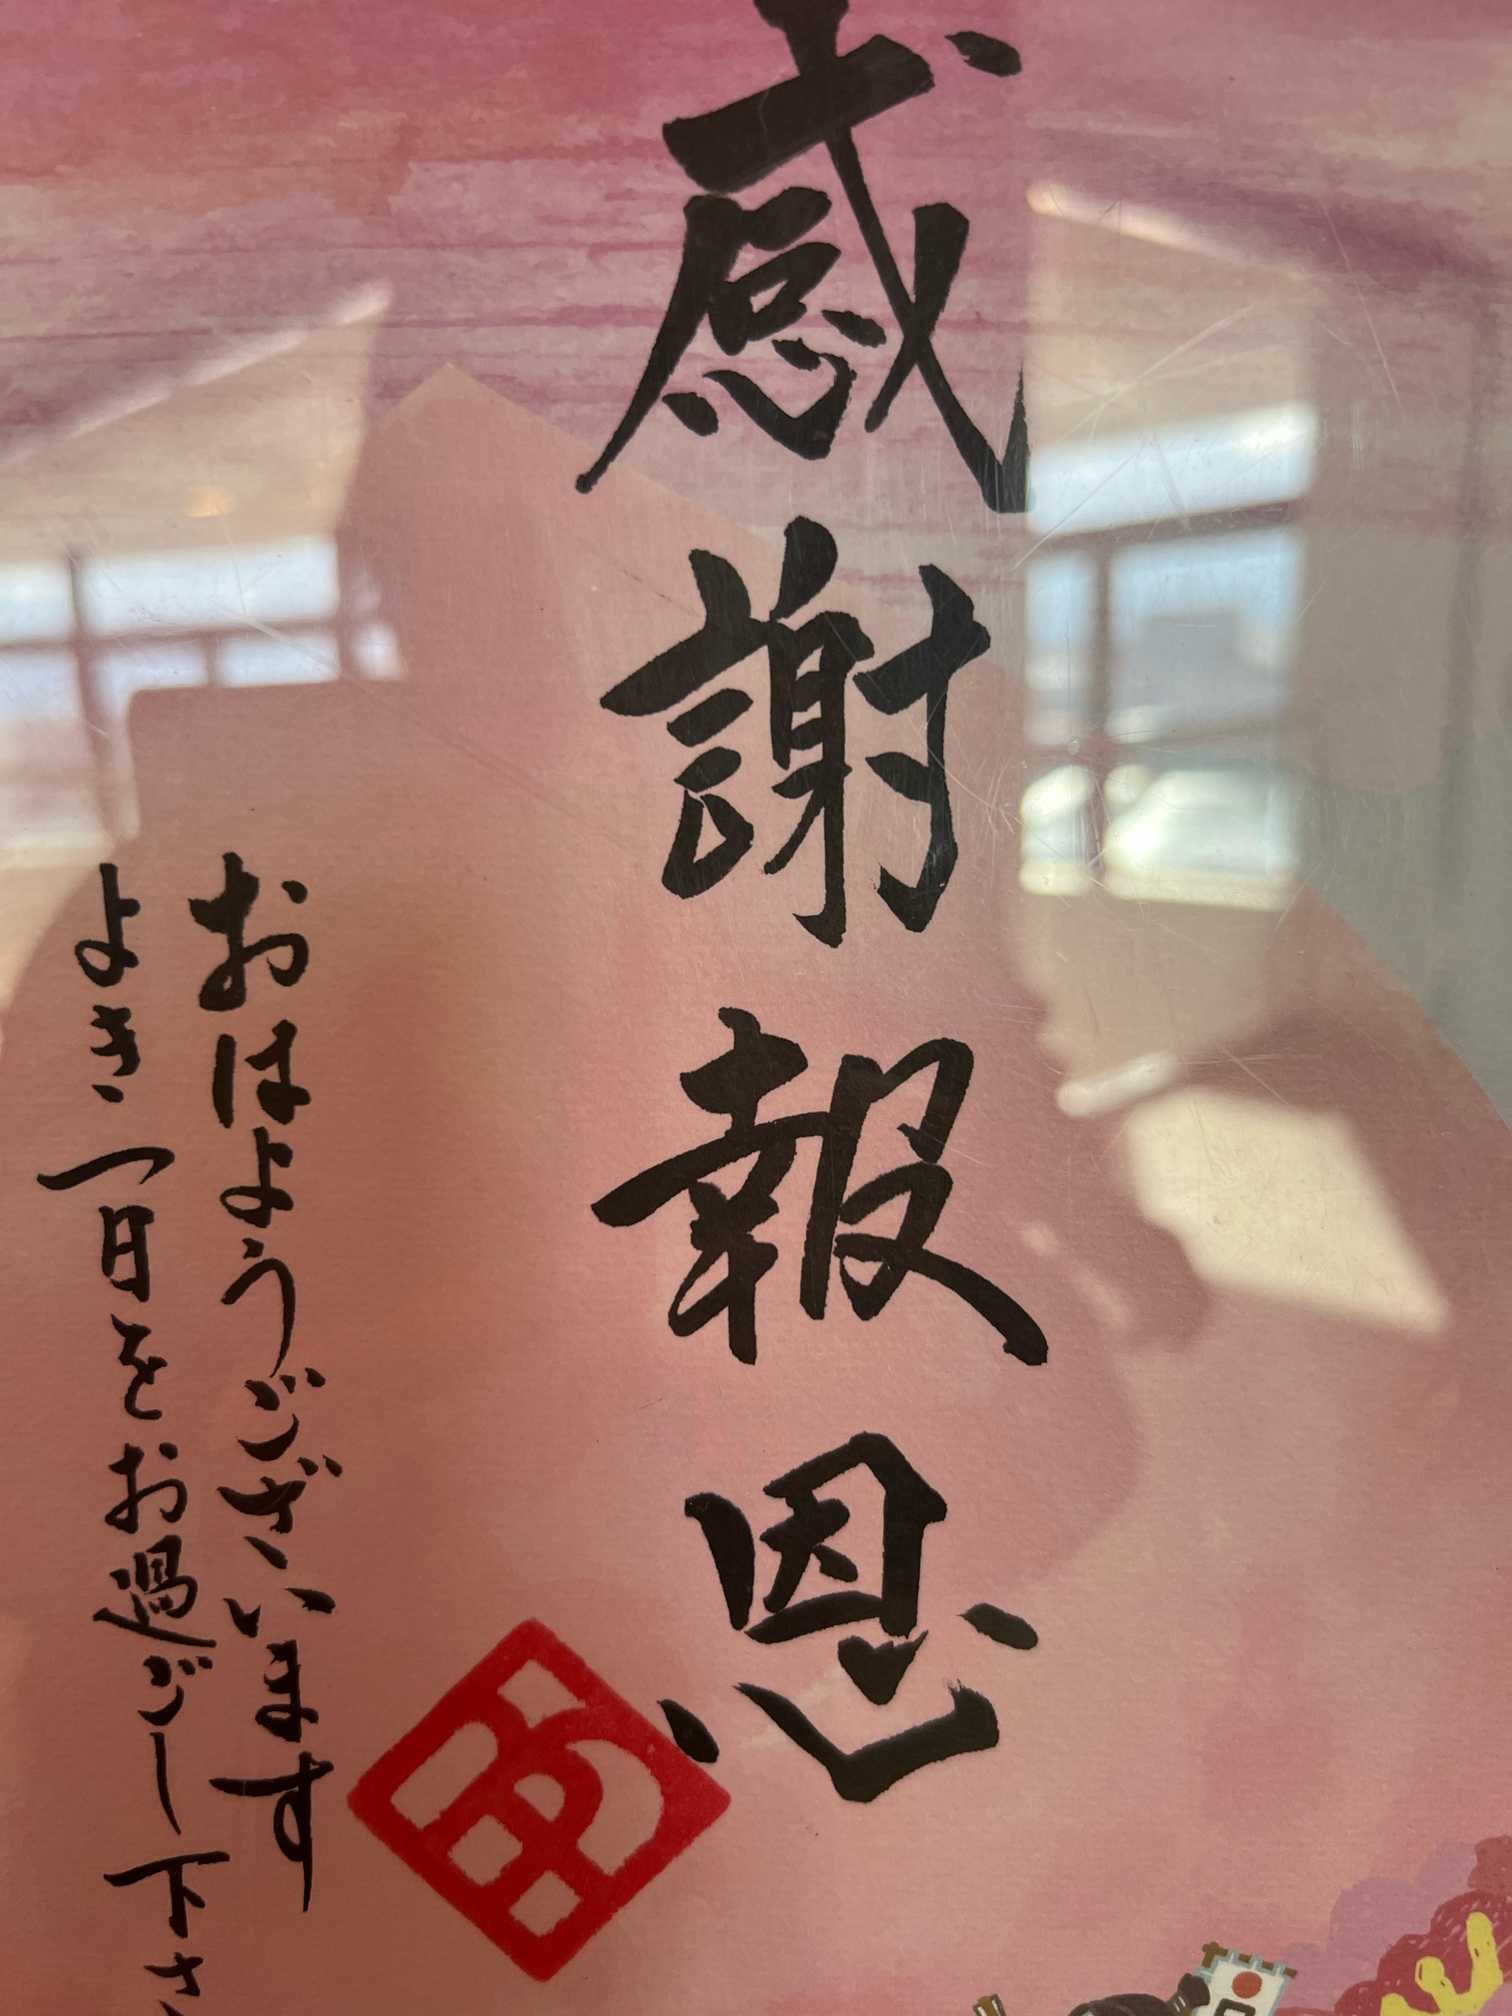 感謝報恩
おはようございます
よき一日をお過ごし下さ